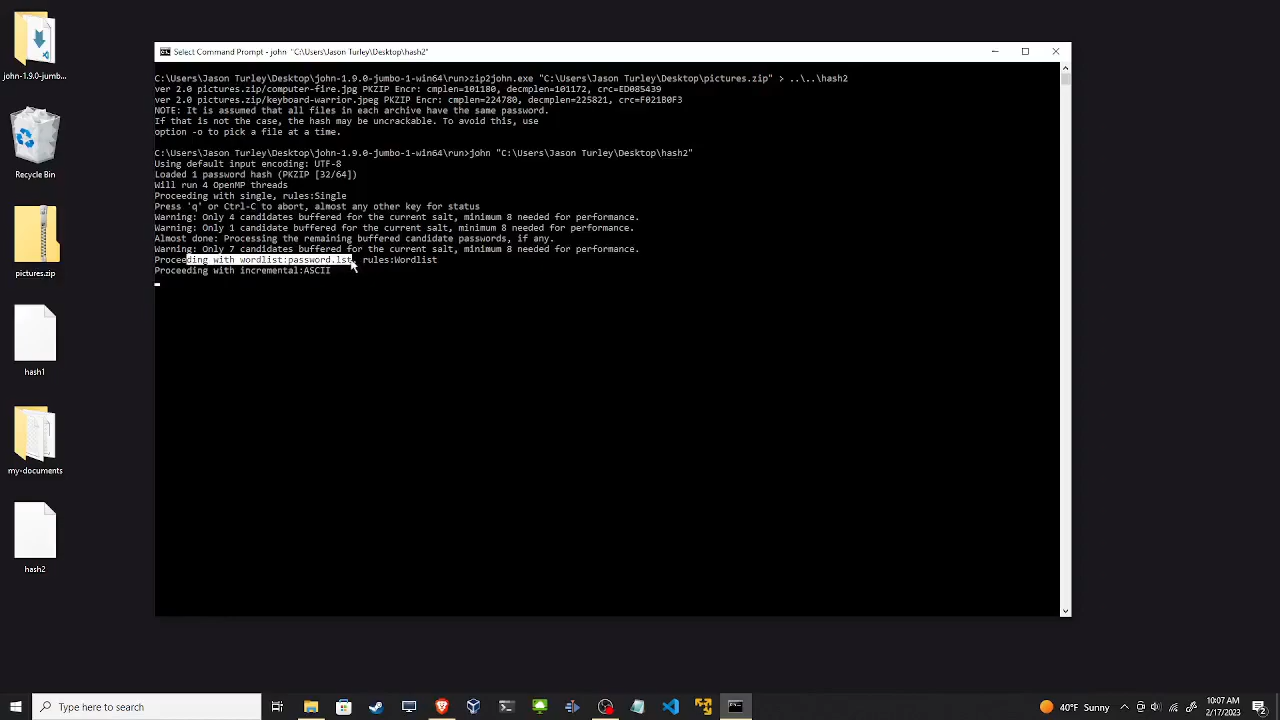 john-1.9.0-jumb...
Recycle Bin
pictures.zip
hash1
my-documents
hash2
Select Command Prompt - john "C:\Users\Jason Turley\Desktop\hash2"
C:\Users\Jason Turley\Desktop\john-1.9.0-jumbo-1-win64\run>zip2john.exe "C:\Users\Jason Turley\Desktop\pictures.zip" > ..\..\hash2
ver 2.0 pictures.zip/computer-fire.jpg PKZIP Encr: cmplen=101180, decmplen=101172, crc=ED085439
ver 2.0 pictures.zip/keyboard-warrior.jpeg PKZIP Encr: cmplen=224780, decmplen=225821, crc=F021B0F3
NOTE: It is assumed that all files in each archive have the same password.
If that is not the case, the hash may be uncrackable. To avoid this, use
option -o to pick a file at a time.
C:\Users\Jason Turley\Desktop\john-1.9.0-jumbo-1-win64\run>john "C:\Users\Jason Turley\Desktop\hash2"
Using default input encoding: UTF-8
Loaded 1 password hash (PKZIP [32/64])
Will run 4 OpenMP threads
Proceeding with single, rules:Single
Press 'q' or Ctrl-C to abort, almost any other key for status
Warning: Only 4 candidates buffered for the current salt, minimum 8 needed for performance.
Warning: Only 1 candidate buffered for the current salt, minimum 8 needed for performance.
Almost done: Processing the remaining buffered candidate passwords, if any.
Warning: Only 7 candidates buffered for the current salt, minimum 8 needed for performance.
Proceeding with wordlist:password.lst, rules:Wordlist
Proceeding with incremental:ASCII
Type here to search
40°F Sunny
10:07 AM
2/17/2023